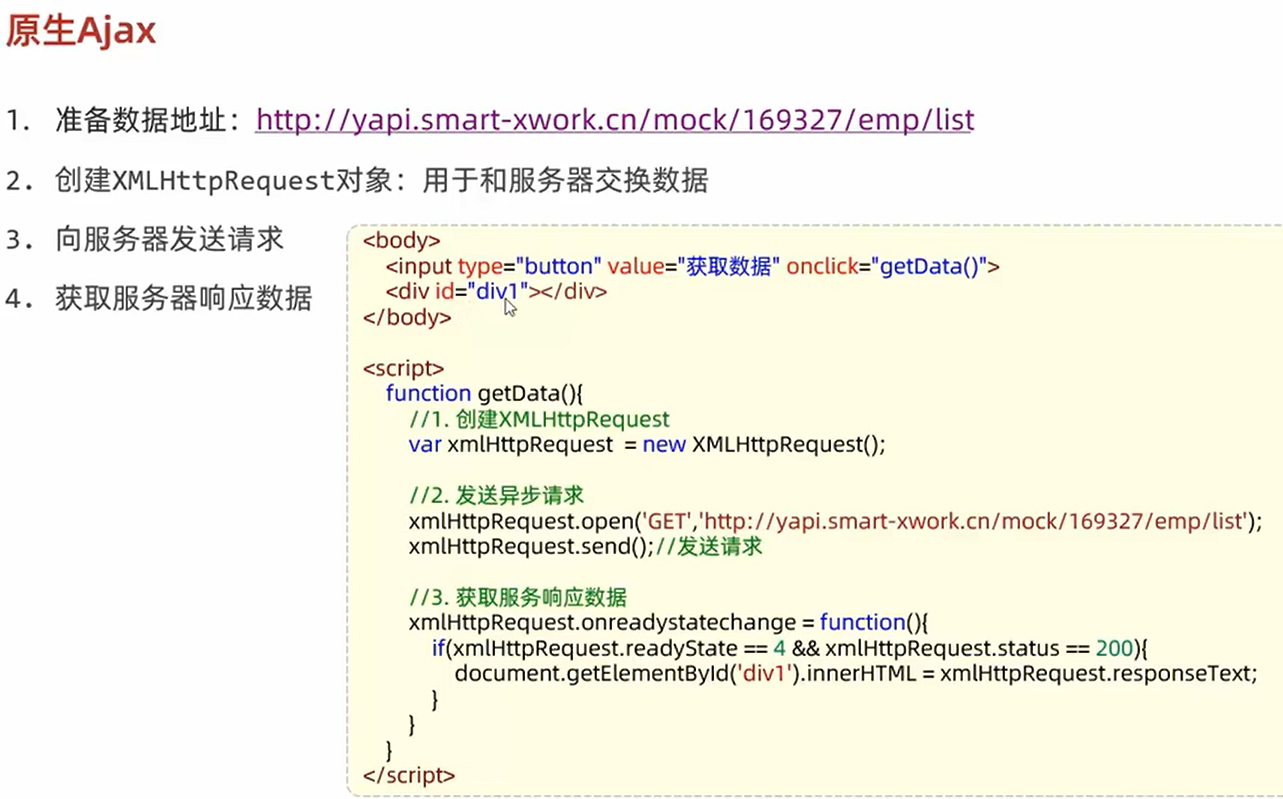 原生Ajax
1. 准备数据地址：http://yapi.smart-xwork.cn/mock/169327/emp/list
2. 创建XMLHttpRequest对象：用于和服务器交换数据
3. 向服务器发送请求
4. 获取服务器响应数据
<body>
<input type="button" value="获取数据" onclick="getData()">
<div id="div1"></div>
</body>
<script>
function getData(){
//1. 创建XMLHttpRequest
var xmlHttpRequest = new XMLHttpRequest();
//2. 发送异步请求
xmlHttpRequest.open('GET','http://yapi.smart-xwork.cn/mock/169327/emp/list');
xmlHttpRequest.send();//发送请求
//3. 获取服务响应数据
xmlHttpRequest.onreadystatechange = function(){
if(xmlHttpRequest.readyState == 4 && xmlHttpRequest.status == 200){
document.getElementById('div1').innerHTML = xmlHttpRequest.responseText;
}
}
}
</script>